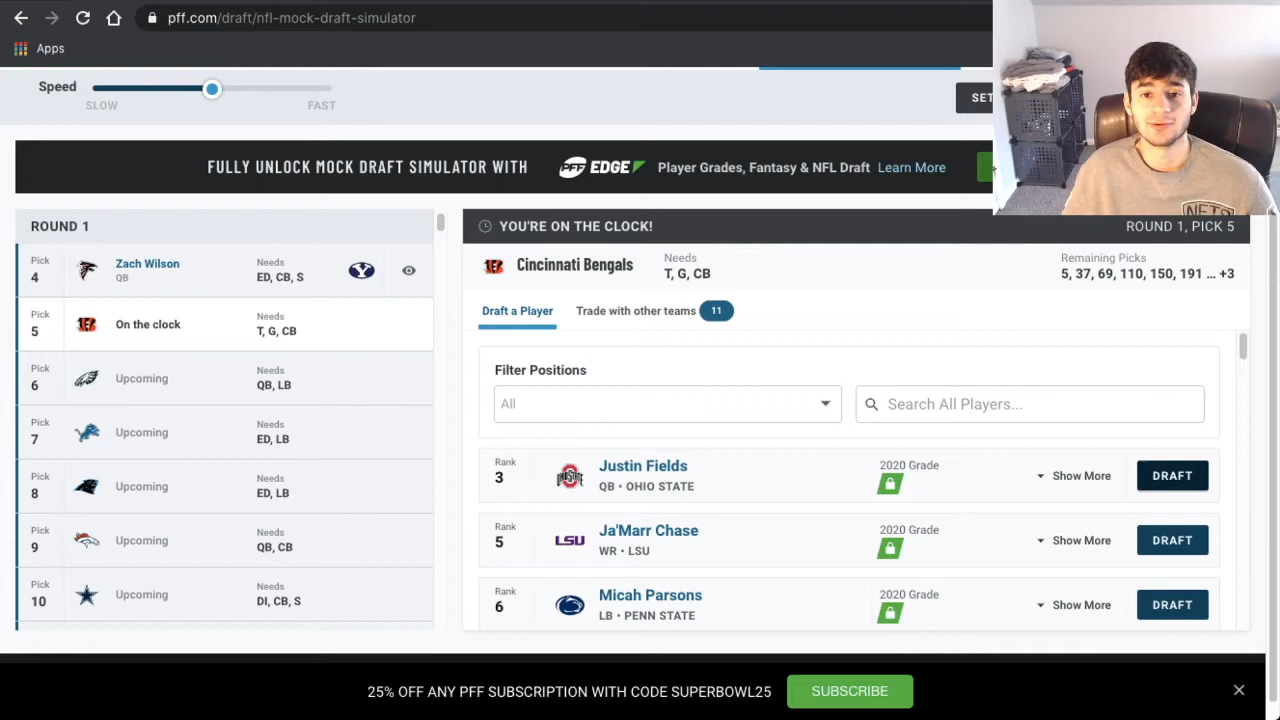 pff.com/draft/nfl-mock-draft-simulator
Apps
Speed
SLOW
FAST
SET
FULLY UNLOCK MOCK DRAFT SIMULATOR WITH
PFF EDGE
Player Grades, Fantasy & NFL Draft Learn More
ROUND 1
Pick
4
Zach Wilson
QB
Needs
ED, CB, S
Pick
5
On the clock
Needs
T, G, CB
Pick
6
Upcoming
Needs
QB, LB
Pick
7
Upcoming
Needs
ED, LB
Pick
8
Upcoming
Needs
ED, LB
Pick
9
Upcoming
Needs
QB, CB
Pick
10
Upcoming
Needs
DI, CB, S
YOU'RE ON THE CLOCK!
ROUND 1, PICK 5
Cincinnati Bengals
Needs
T, G, CB
Remaining Picks
5, 37, 69, 110, 150, 191 ... +3
Draft a Player
Trade with other teams 11
Filter Positions
All
Search All Players...
Rank
3
OHIO STATE
Justin Fields
QB • OHIO STATE
2020 Grade
Show More
DRAFT
Rank
5
LSU
Ja'Marr Chase
WR • LSU
2020 Grade
Show More
DRAFT
Rank
6
Micah Parsons
LB • PENN STATE
2020 Grade
Show More
DRAFT
NETS
25% OFF ANY PFF SUBSCRIPTION WITH CODE SUPERBOWL25
SUBSCRIBE